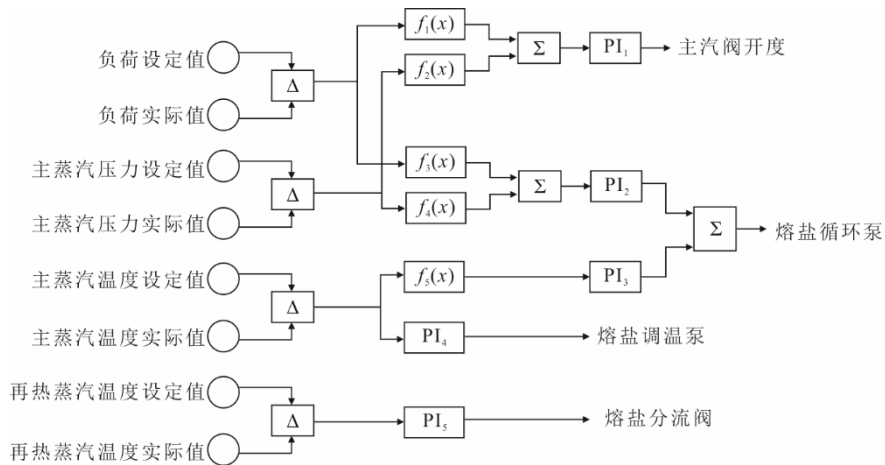 负荷设定值
负荷实际值
Δ
f₁(x)
f₂(x)
Σ
PI₁
主汽阀开度
主蒸汽压力设定值
主蒸汽压力实际值
Δ
f₃(x)
f₄(x)
Σ
PI₂
Σ
熔盐循环泵
主蒸汽温度设定值
主蒸汽温度实际值
Δ
f₅(x)
PI₃
PI₄
熔盐调温泵
再热蒸汽温度设定值
再热蒸汽温度实际值
Δ
PI₅
熔盐分流阀